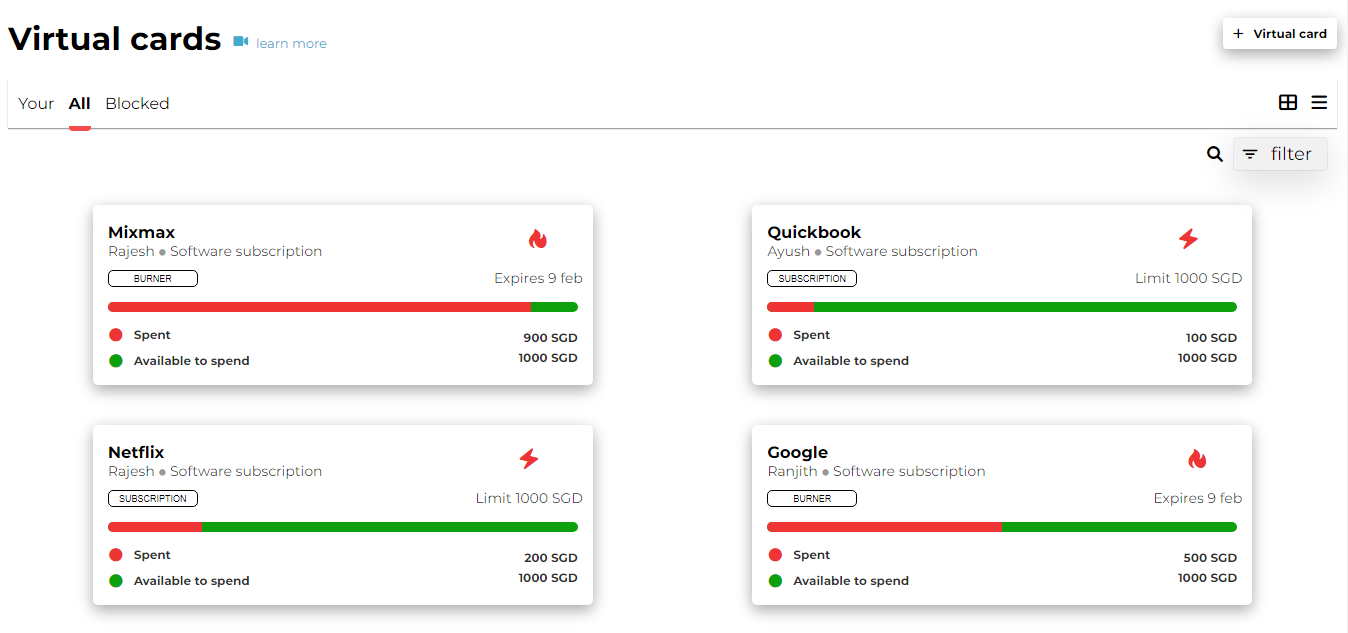 Virtual cards learn more
+ Virtual card
Your All Blocked
filter
Mixmax
Rajesh ● Software subscription
BURNER
Expires 9 feb
Spent 900 SGD
Available to spend 1000 SGD
Quickbook
Ayush ● Software subscription
SUBSCRIPTION
Limit 1000 SGD
Spent 100 SGD
Available to spend 1000 SGD
Netflix
Rajesh ● Software subscription
SUBSCRIPTION
Limit 1000 SGD
Spent 200 SGD
Available to spend 1000 SGD
Google
Ranjith ● Software subscription
BURNER
Expires 9 feb
Spent 500 SGD
Available to spend 1000 SGD